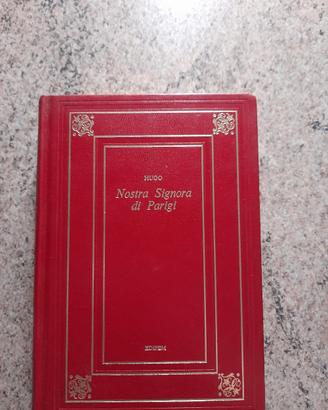 HUGO
Nostra Signora
di Parigi
EDIPEM